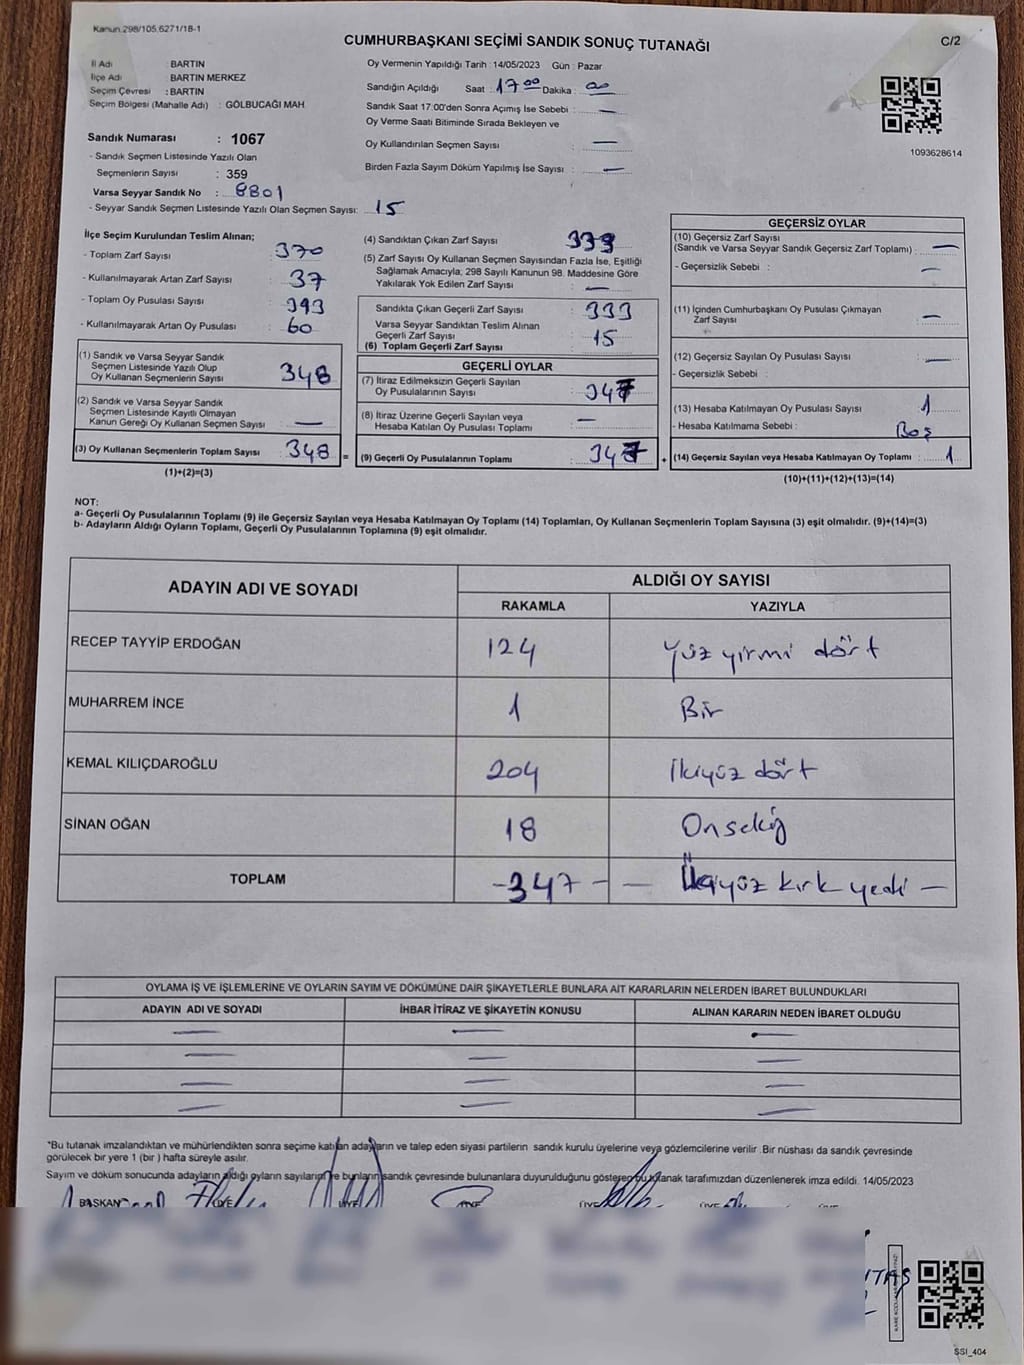 Kanun.298/105,6271/18-1
C/2
CUMHURBAŞKANI SEÇİMİ SANDIK SONUÇ TUTANAĞI
İl Adı BARTIN
İlçe Adı BARTIN MERKEZ
Seçim Çevresi : BARTIN
Seçim Bölgesi (Mahalle Adı) : GÖLBUCAĞI MAH
Sandık Numarası : 1067
- Sandık Seçmen Listesinde Yazılı Olan
Seçmenlerin Sayısı : 359
Varsa Seyyar Sandık No : 8801
- Seyyar Sandık Seçmen Listesinde Yazılı Olan Seçmen Sayısı: 15
Oy Vermenin Yapıldığı Tarih : 14/05/2023 Gün : Pazar
Sandığın Açıldığı Saat : 17 00 Dakika : 00
Sandık Saat 17:00'den Sonra Açımış İse Sebebi : —
Oy Verme Saati Bitiminde Sırada Bekleyen ve
Oy Kullandırılan Seçmen Sayısı : —
Birden Fazla Sayım Döküm Yapılmış İse Sayısı : —
1093628614
İlçe Seçim Kurulundan Teslim Alınan;
- Toplam Zarf Sayısı : 370
- Kullanılmayarak Artan Zarf Sayısı : 37
- Toplam Oy Pusulası Sayısı : 393
- Kullanılmayarak Artan Oy Pusulası : 60
(1) Sandık ve Varsa Seyyar Sandık
Seçmen Listesinde Yazılı Olup
Oy Kullanan Seçmenlerin Sayısı : 348
(2) Sandık ve Varsa Seyyar Sandık
Seçmen Listesinde Kayıtlı Olmayan
Kanun Gereği Oy Kullanan Seçmen Sayısı : —
(3) Oy Kullanan Seçmenlerin Toplam Sayısı : 348
(1)+(2)=(3)
(4) Sandıktan Çıkan Zarf Sayısı : 333
(5) Zarf Sayısı Oy Kullanan Seçmen Sayısından Fazla İse, Eşitliği
Sağlamak Amacıyla; 298 Sayılı Kanunun 98. Maddesine Göre
Yakılarak Yok Edilen Zarf Sayısı : —
Sandıkta Çıkan Geçerli Zarf Sayısı : 333
Varsa Seyyar Sandıktan Teslim Alınan
Geçerli Zarf Sayısı : 15
(6) Toplam Geçerli Zarf Sayısı :
GEÇERLİ OYLAR
(7) İtiraz Edilmeksizin Geçerli Sayılan
Oy Pusulalarının Sayısı : 347
(8) İtiraz Üzerine Geçerli Sayılan veya
Hesaba Katılan Oy Pusulası Toplamı : —
= (9) Geçerli Oy Pusulalarının Toplamı : 347
GEÇERSİZ OYLAR
(10) Geçersiz Zarf Sayısı
(Sandık ve Varsa Seyyar Sandık Geçersiz Zarf Toplamı) : —
- Geçersizlik Sebebi : —
(11) İçinden Cumhurbaşkanı Oy Pusulası Çıkmayan
Zarf Sayısı : —
(12) Geçersiz Sayılan Oy Pusulası Sayısı : —
- Geçersizlik Sebebi :
(13) Hesaba Katılmayan Oy Pusulası Sayısı : 1
- Hesaba Katılmama Sebebi : Boş
+ (14) Geçersiz Sayılan veya Hesaba Katılmayan Oy Toplamı : 1
(10)+(11)+(12)+(13)=(14)
NOT:
a- Geçerli Oy Pusulalarının Toplamı (9) ile Geçersiz Sayılan veya Hesaba Katılmayan Oy Toplamı (14) Toplamları, Oy Kullanan Seçmenlerin Toplam Sayısına (3) eşit olmalıdır. (9)+(14)=(3)
b- Adayların Aldığı Oyların Toplamı, Geçerli Oy Pusulalarının Toplamına (9) eşit olmalıdır.
ADAYIN ADI VE SOYADI
ALDIĞI OY SAYISI
RAKAMLA YAZIYLA
RECEP TAYYİP ERDOĞAN 124 Yüz yirmi dört
MUHARREM İNCE 1 Bir
KEMAL KILIÇDAROĞLU 204 İkiyüz dört
SİNAN OĞAN 18 Onsekiz
TOPLAM -347- — İkiyüz kırk yedi —
OYLAMA İŞ VE İŞLEMLERİNE VE OYLARIN SAYIM VE DÖKÜMÜNE DAİR ŞİKAYETLERLE BUNLARA AİT KARARLARIN NELERDEN İBARET BULUNDUKLARI
ADAYIN ADI VE SOYADI İHBAR İTİRAZ VE ŞİKAYETİN KONUSU ALINAN KARARIN NEDEN İBARET OLDUĞU
— — —
— — —
— — —
— — —
*Bu tutanak imzalandıktan ve mühürlendikten sonra seçime katılan adayların ve talep eden siyasi partilerin sandık kurulu üyelerine veya gözlemcilerine verilir. Bir nüshası da sandık çevresinde
görülecek bir yere 1 (bir ) hafta süreyle asılır.
Sayım ve döküm sonucunda adayların aldığı oyların sayılarını ve bunların sandık çevresinde bulunanlara duyurulduğunu gösteren bu tutanak tarafımızdan düzenlenerek imza edildi. 14/05/2023
BAŞKAN ÜYE ÜYE ÜYE ÜYE ÜYE ÜYE
SSI_404